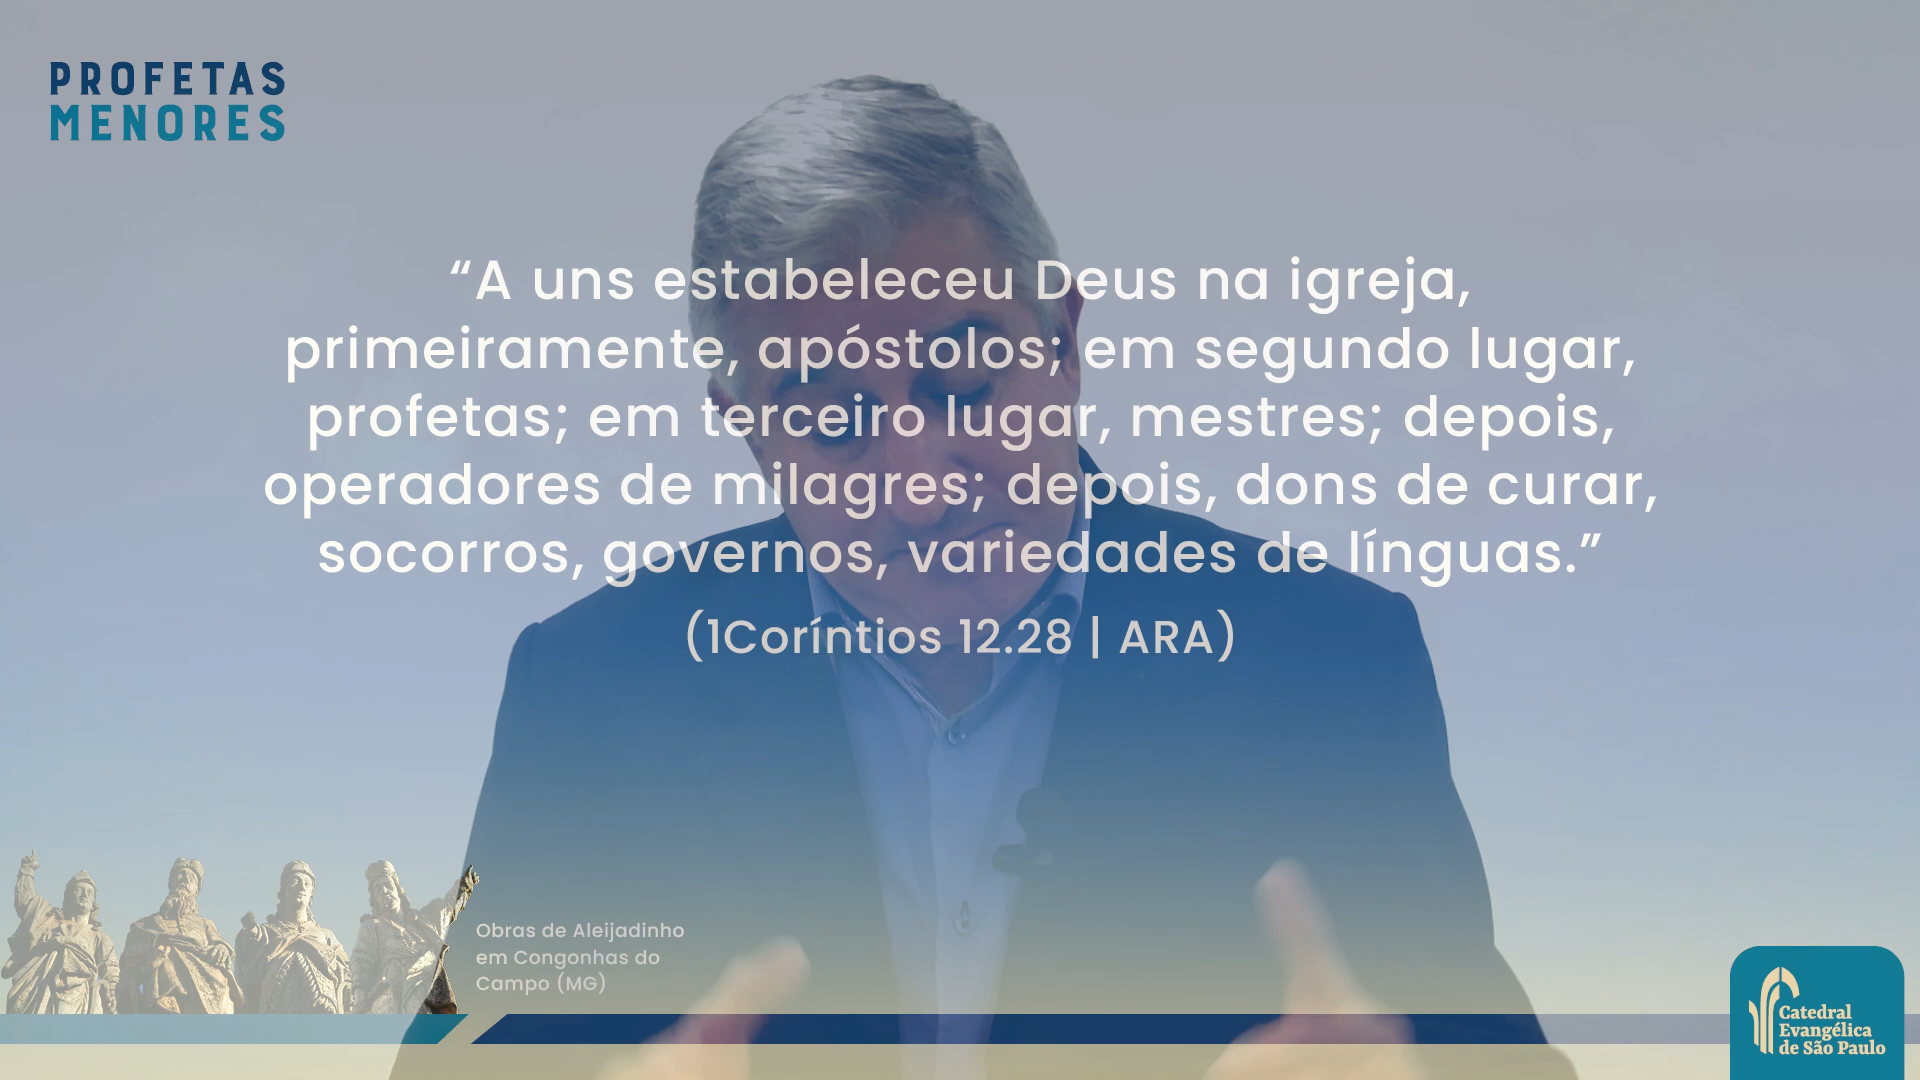 PROFETAS
MENORES
“A uns estabeleceu Deus na igreja,
primeiramente, apóstolos; em segundo lugar,
profetas; em terceiro lugar, mestres; depois,
operadores de milagres; depois, dons de curar,
socorros, governos, variedades de línguas.”
(1Coríntios 12.28 | ARA)
Obras de Aleijadinho
em Congonhas do
Campo (MG)
Catedral
Evangélica
de São Paulo